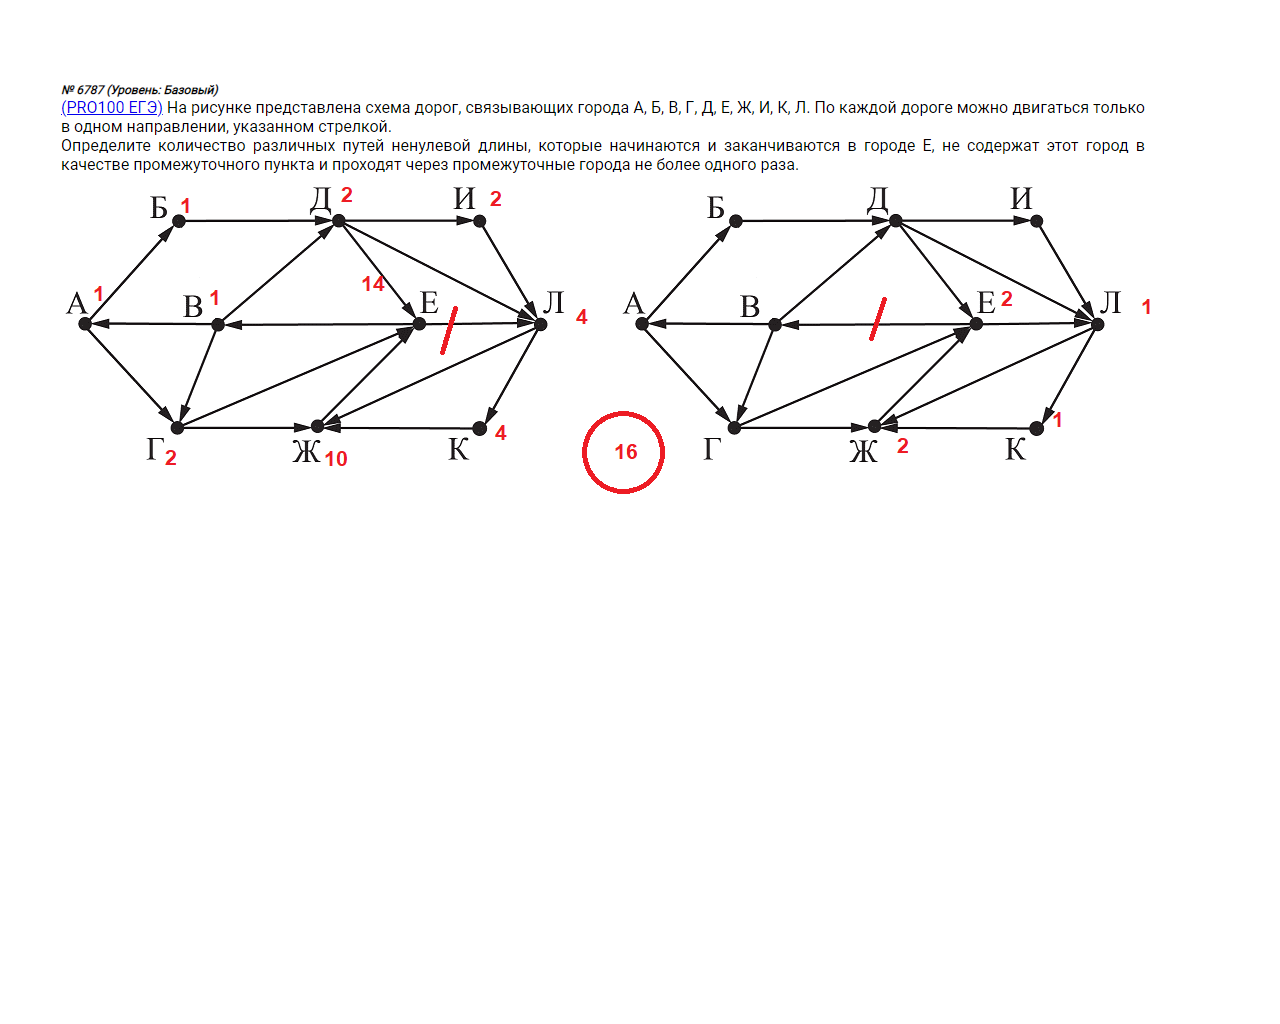 № 6787 (Уровень: Базовый)
(PRO100 ЕГЭ) На рисунке представлена схема дорог, связывающих города А, Б, В, Г, Д, Е, Ж, И, К, Л. По каждой дороге можно двигаться только
в одном направлении, указанном стрелкой.
Определите количество различных путей ненулевой длины, которые начинаются и заканчиваются в городе Е, не содержат этот город в
качестве промежуточного пункта и проходят через промежуточные города не более одного раза.
Б 1 Д 2 И 2 Б Д И
14
А 1 В 1 Е Л 4 А В Е 2 Л 1
Г 2 Ж 10 К 4 16 Г Ж 2 К 1